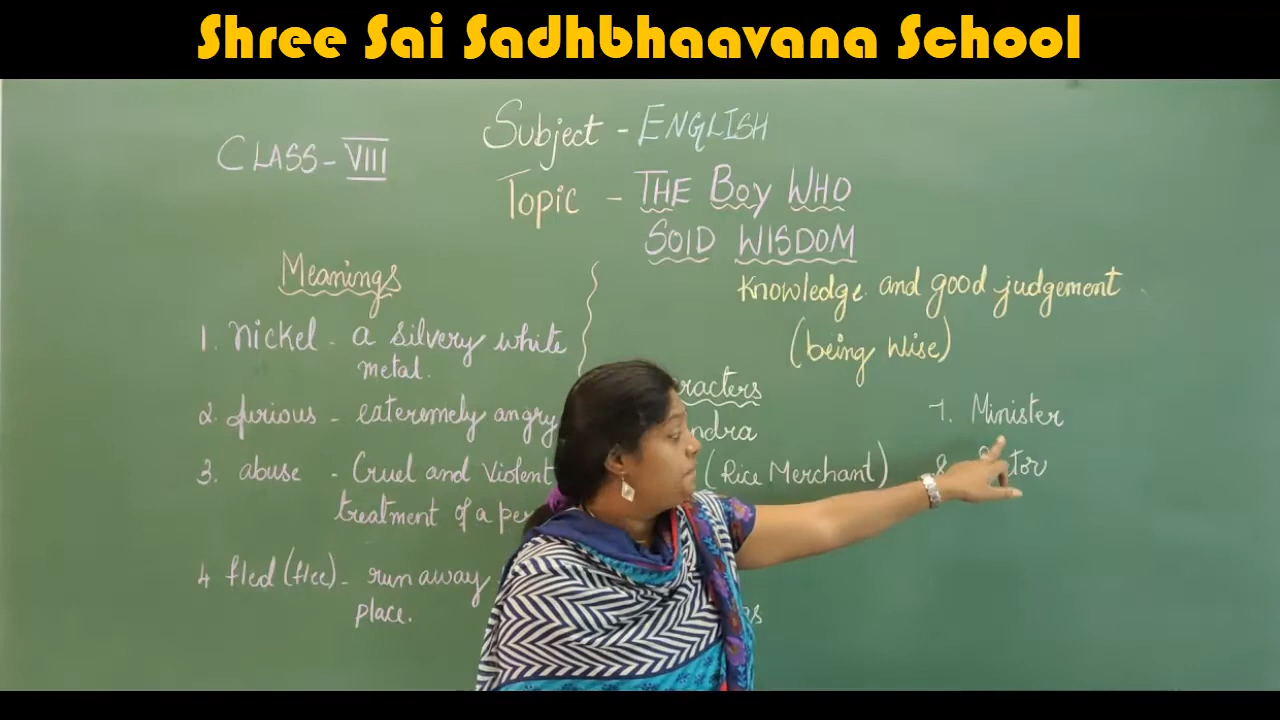 Shree Sai Sadhbhaavana School
CLASS - VIII
Subject - ENGLISH
Topic - THE BOY WHO
SOlD WISDOM
Knowledge and good judgement
(being wise)
Meanings
1. Nickel - a silvery white
metal.
2. furious - exteremely angry
3. abuse - Cruel and violent
treatment of a
4 fled (flee) - run away
place.
(Rice Merchant)
7. Minister
8.